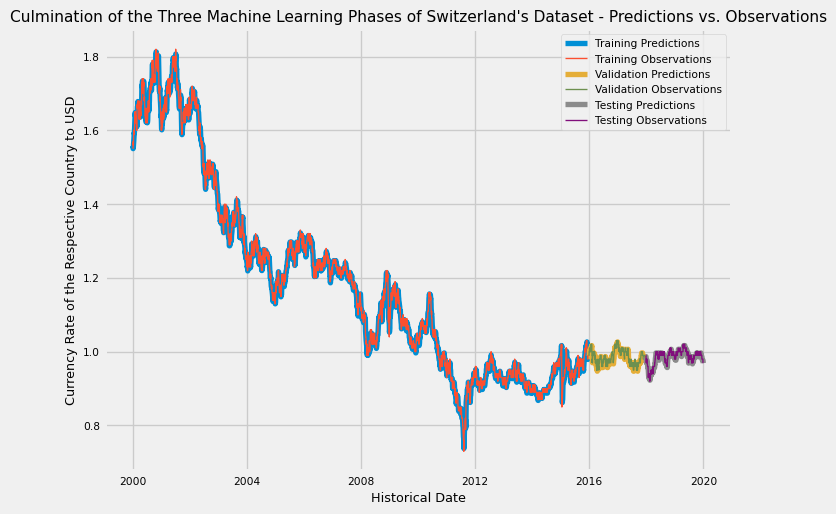 Culmination of the Three Machine Learning Phases of Switzerland's Dataset - Predictions vs. Observations
Training Predictions
Training Observations
Validation Predictions
Validation Observations
Testing Predictions
Testing Observations
Currency Rate of the Respective Country to USD
1.8
1.6
1.4
1.2
1.0
0.8
2000
2004
2008
2012
2016
2020
Historical Date